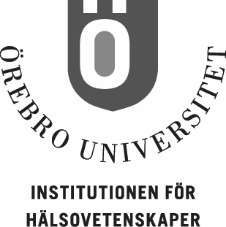 Ö
ÖREBRO UNIVERSITET
INSTITUTIONEN FÖR
HÄLSOVETENSKAPER